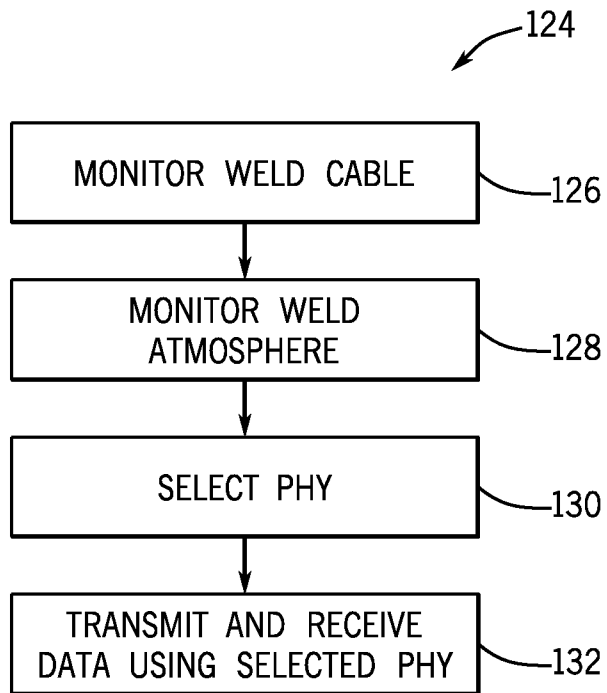 124
MONITOR WELD CABLE
126
MONITOR WELD
ATMOSPHERE
128
SELECT PHY
130
TRANSMIT AND RECEIVE
DATA USING SELECTED PHY
132